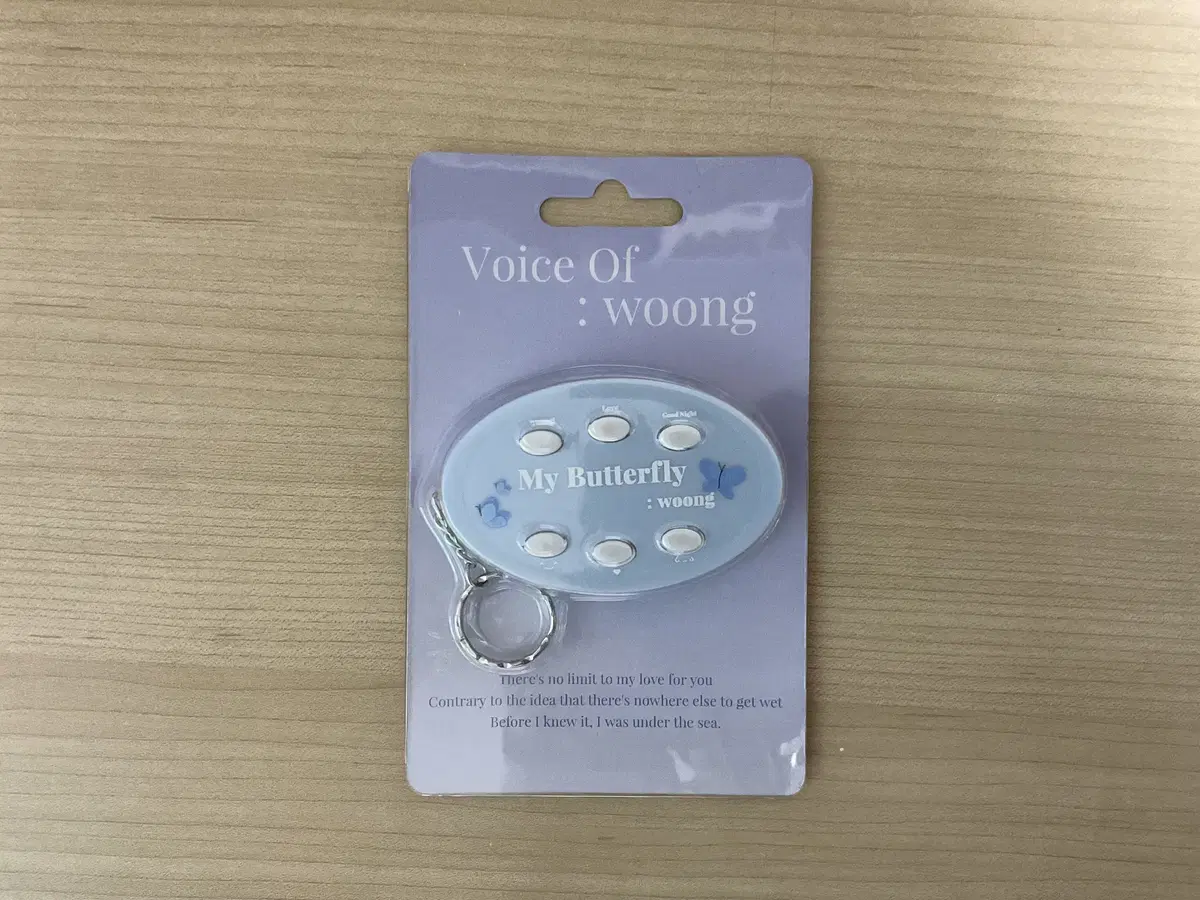 Voice Of
: woong
Love
Good Night
My Butterfly
: woong
There's no limit to my love for you
Contrary to the idea that there's nowhere else to get wet
Before I knew it, I was under the sea.